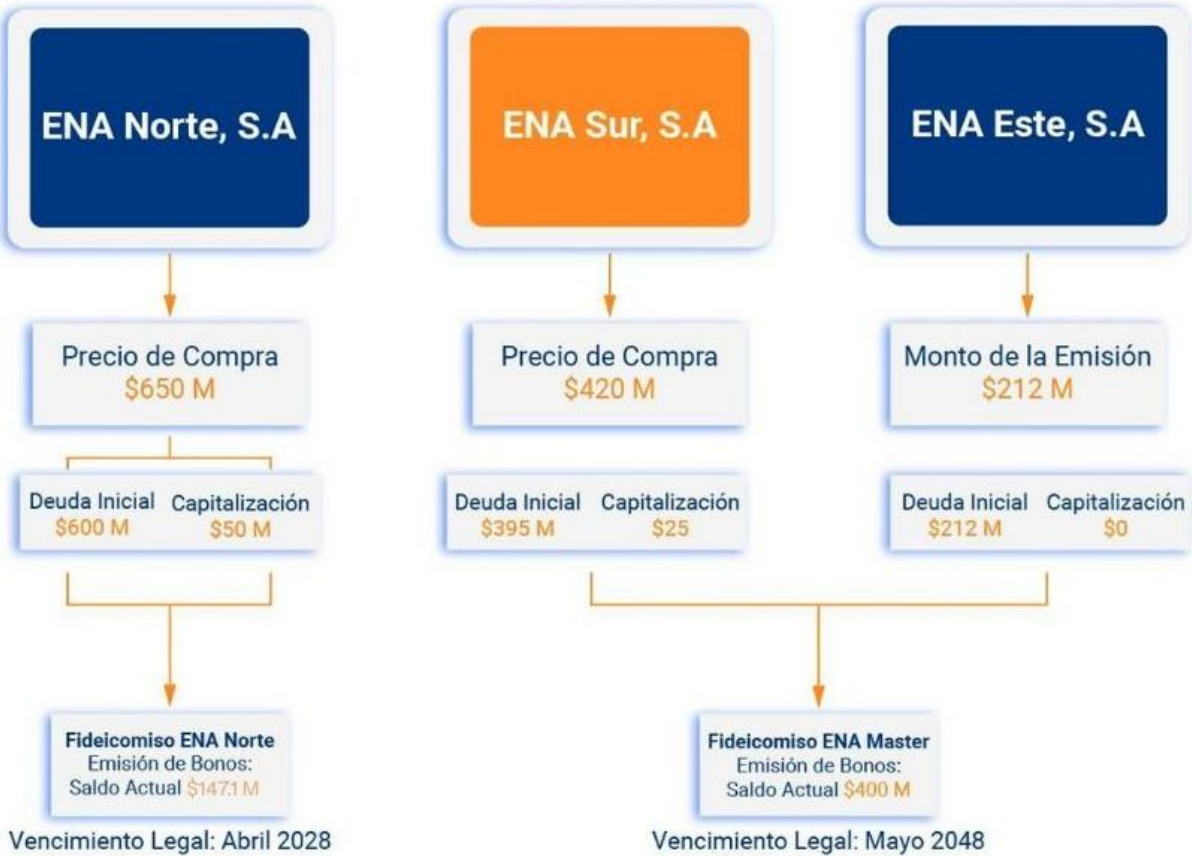 ENA Norte, S.A
ENA Sur, S.A
ENA Este, S.A
Precio de Compra
$650 M
Precio de Compra
$420 M
Monto de la Emisión
$212 M
Deuda Inicial
$600 M
Capitalización
$50 M
Deuda Inicial
$395 M
Capitalización
$25
Deuda Inicial
$212 M
Capitalización
$0
Fideicomiso ENA Norte
Emisión de Bonos:
Saldo Actual $147.1 M
Vencimiento Legal: Abril 2028
Fideicomiso ENA Master
Emisión de Bonos:
Saldo Actual $400 M
Vencimiento Legal: Mayo 2048